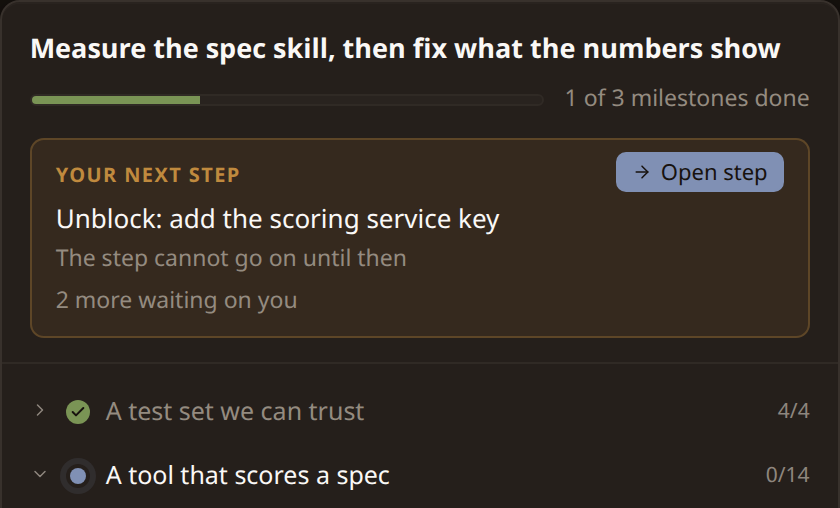 Measure the spec skill, then fix what the numbers show
1 of 3 milestones done
YOUR NEXT STEP
→ Open step
Unblock: add the scoring service key
The step cannot go on until then
2 more waiting on you
A test set we can trust
4/4
A tool that scores a spec
0/14